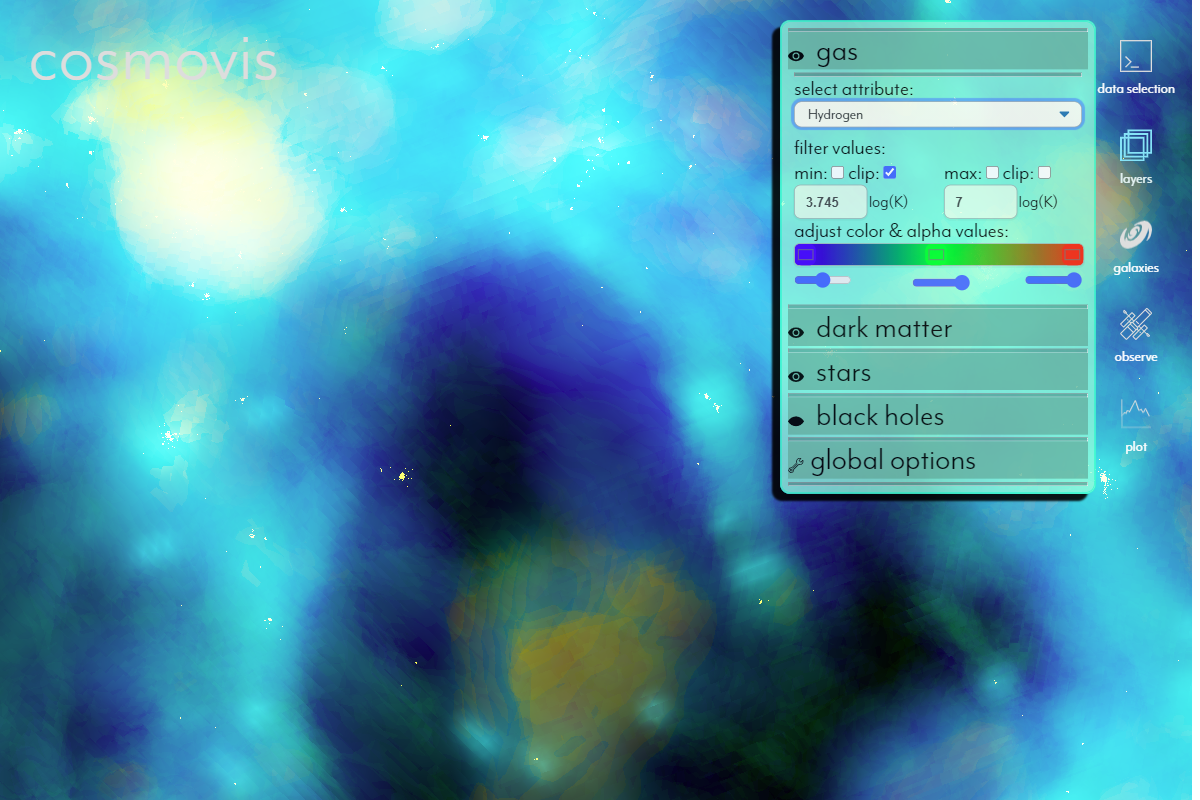 cosmovis
gas
select attribute:
Hydrogen
filter values:
min: clip: max: clip:
3.745 log(K) 7 log(K)
adjust color & alpha values:
dark matter
stars
black holes
global options
data selection
layers
galaxies
observe
plot